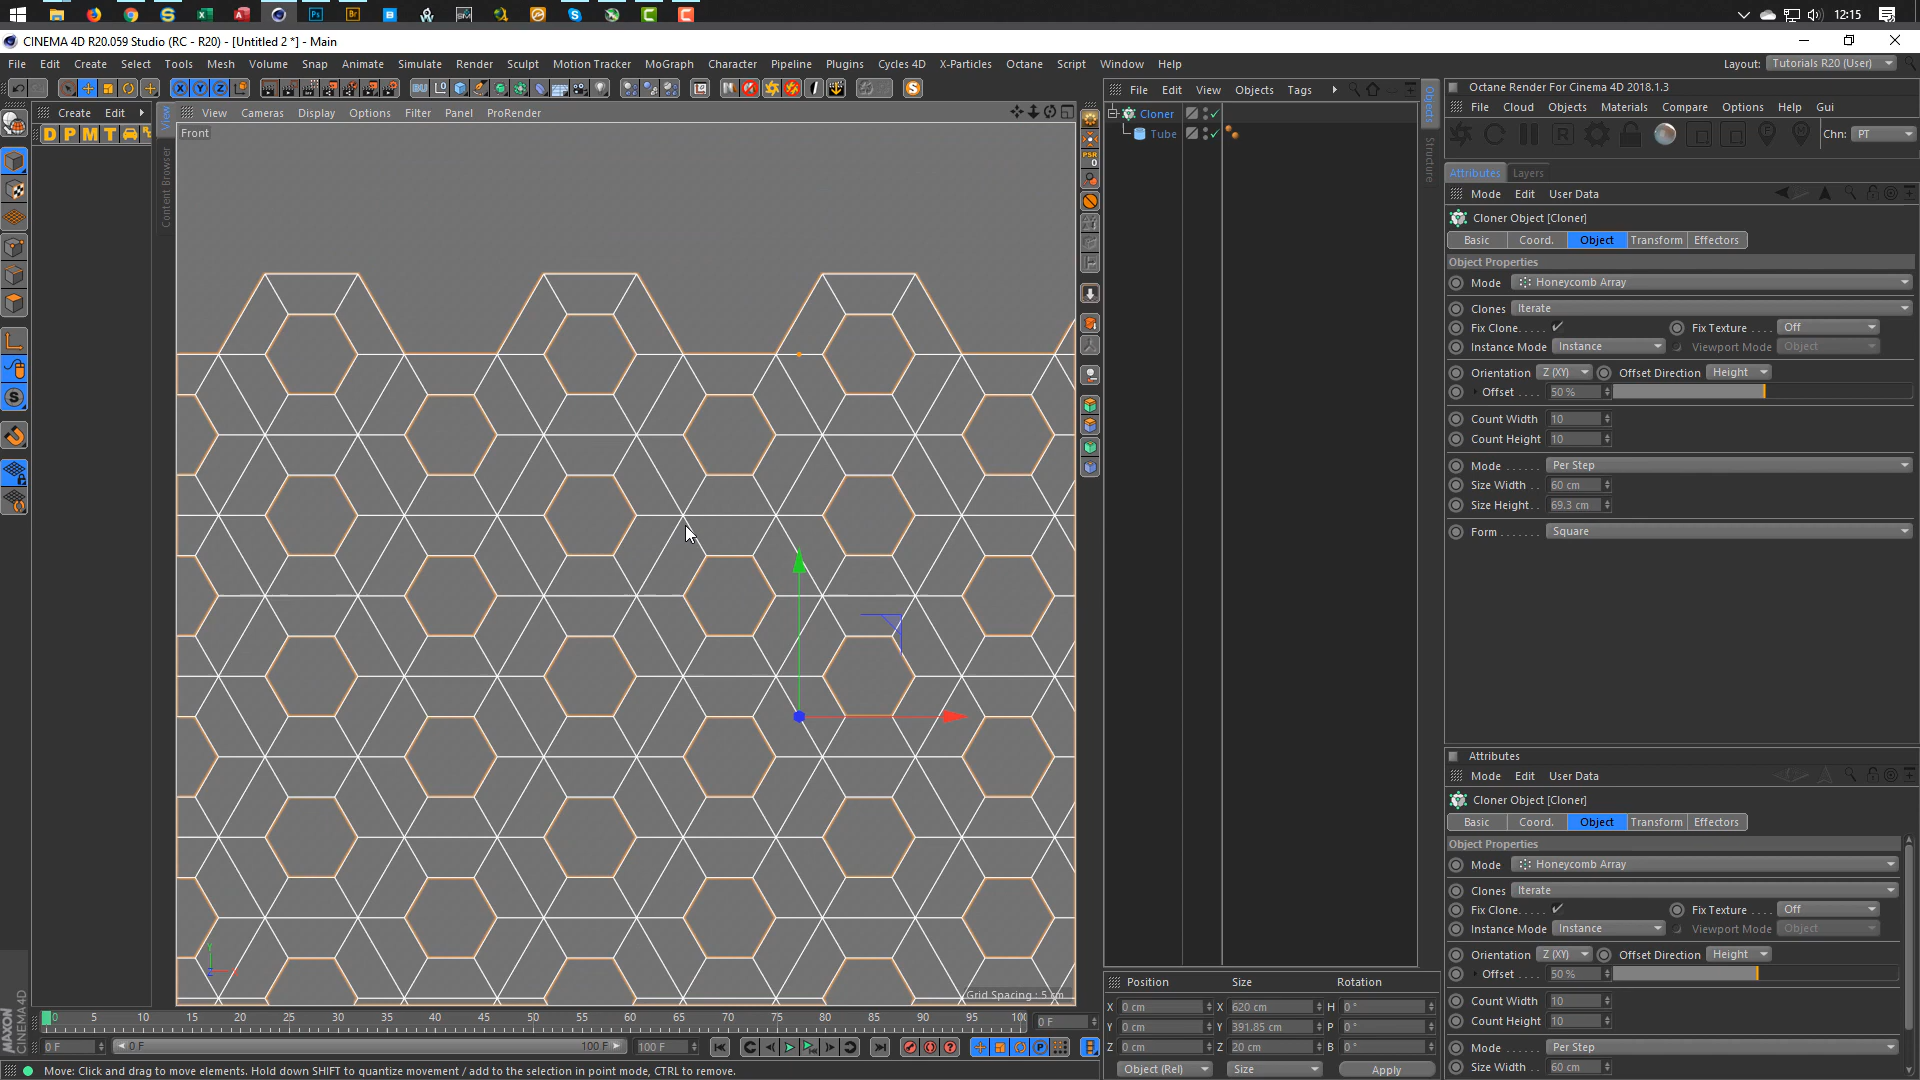 12:15
CINEMA 4D R20.059 Studio (RC - R20) - [Untitled 2 *] - Main
File Edit Create Select Tools Mesh Volume Snap Animate Simulate Render Sculpt Motion Tracker MoGraph Character Pipeline Plugins Cycles 4D X-Particles Octane Script Window Help
Layout: Tutorials R20 (User)
Create Edit
D P M T
View Cameras Display Options Filter Panel ProRender
Front
View
Content Browser
PSR
0
File Edit View Objects Tags
Cloner
Tube
Objects
Structure
Octane Render For Cinema 4D 2018.1.3
File Cloud Objects Materials Compare Options Help Gui
Chn: PT
Attributes Layers
Mode Edit User Data
Cloner Object [Cloner]
Basic Coord. Object Transform Effectors
Object Properties
Mode Honeycomb Array
Clones Iterate
Fix Clone. . . . . Fix Texture . . . . Off
Instance Mode Instance Viewport Mode Object
Orientation Z (XY) Offset Direction Height
Offset . . . . 50 %
Count Width 10
Count Height 10
Mode . . . . . . Per Step
Size Width . . 60 cm
Size Height. . 69.3 cm
Form . . . . . . . Square
Attributes
Mode Edit User Data
Cloner Object [Cloner]
Basic Coord. Object Transform Effectors
Object Properties
Mode Honeycomb Array
Clones Iterate
Fix Clone. . . . . Fix Texture . . . . Off
Instance Mode Instance Viewport Mode Object
Orientation Z (XY) Offset Direction Height
Offset . . . . 50 %
Count Width 10
Count Height 10
Mode . . . . . . Per Step
Size Width . . 60 cm
Grid Spacing : 5 cm
Position Size Rotation
X 0 cm X 620 cm H 0 °
Y 0 cm Y 391.85 cm P 0 °
Z 0 cm Z 20 cm B 0 °
Object (Rel) Size Apply
0 5 10 15 20 25 30 35 40 45 50 55 60 65 70 75 80 85 90 95 100
0 F
0 F 0 F 100 F 100 F
MAXON
CINEMA 4D
Move: Click and drag to move elements. Hold down SHIFT to quantize movement / add to the selection in point mode, CTRL to remove.